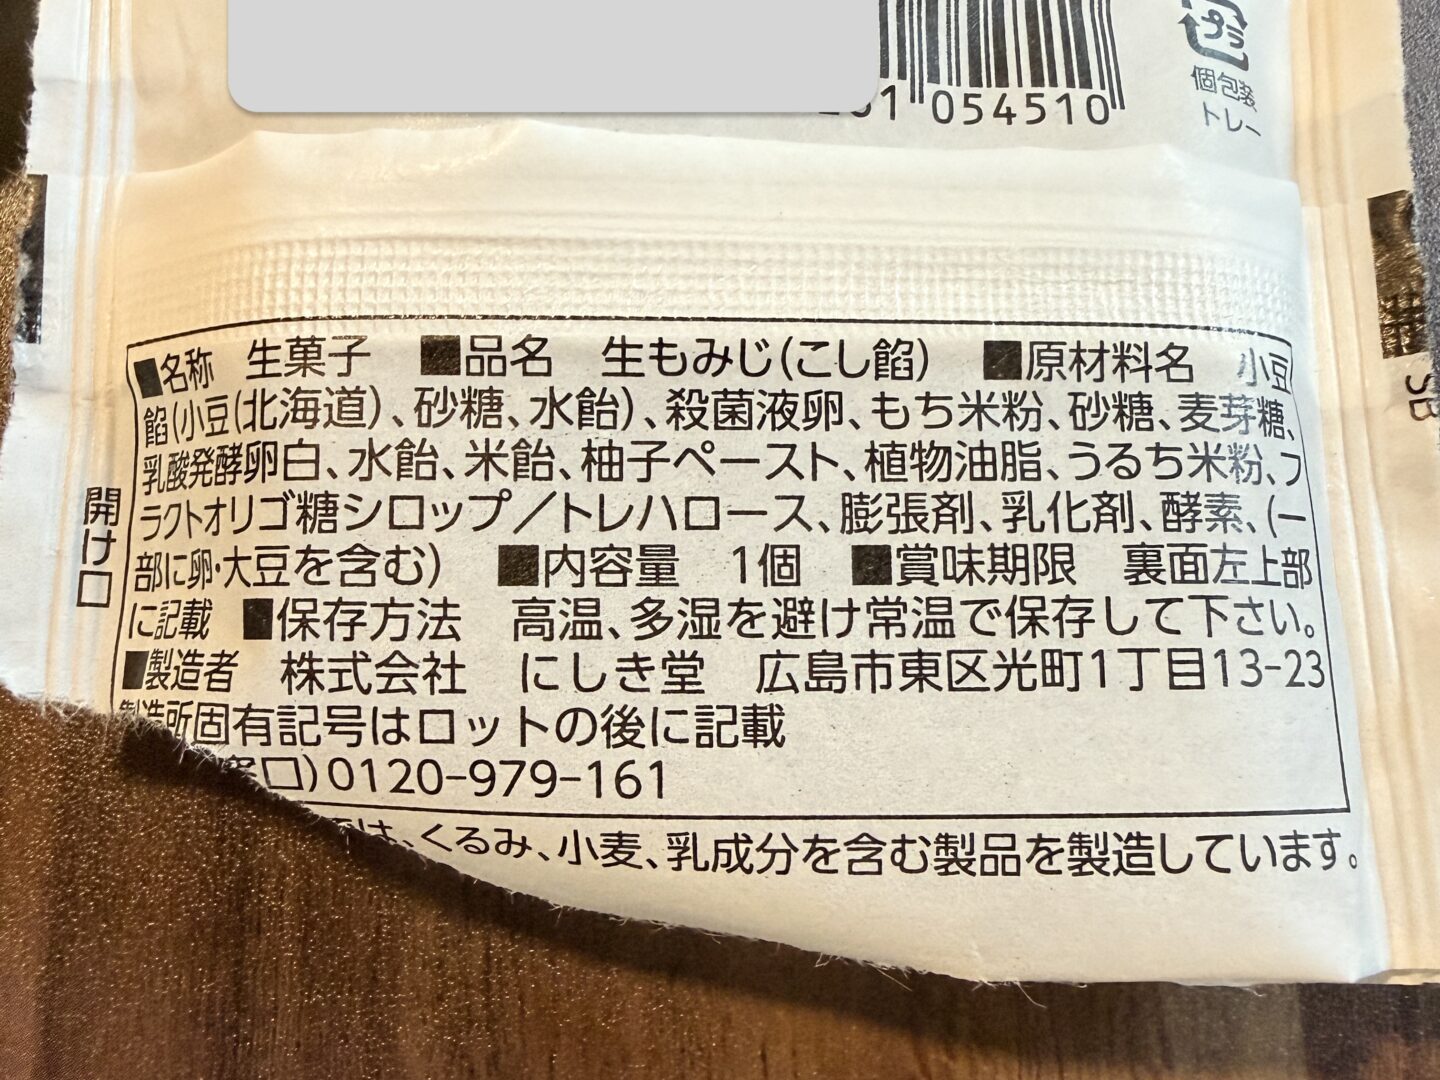 054510
プラ
個包装
トレー
■名称　生菓子　■品名　生もみじ(こし餡)　■原材料名　小豆
餡(小豆(北海道)、砂糖、水飴)、殺菌液卵、もち米粉、砂糖、麦芽糖、
乳酸発酵卵白、水飴、米飴、柚子ペースト、植物油脂、うるち米粉、フ
ラクトオリゴ糖シロップ／トレハロース、膨張剤、乳化剤、酵素、(一
部に卵・大豆を含む)　■内容量　1個　■賞味期限　裏面左上部
に記載　■保存方法　高温、多湿を避け常温で保存して下さい。
■製造者　株式会社　にしき堂　広島市東区光町1丁目13-23
製造所固有記号はロットの後に記載
窓口)0120-979-161
は、くるみ、小麦、乳成分を含む製品を製造しています。
開け口
SB